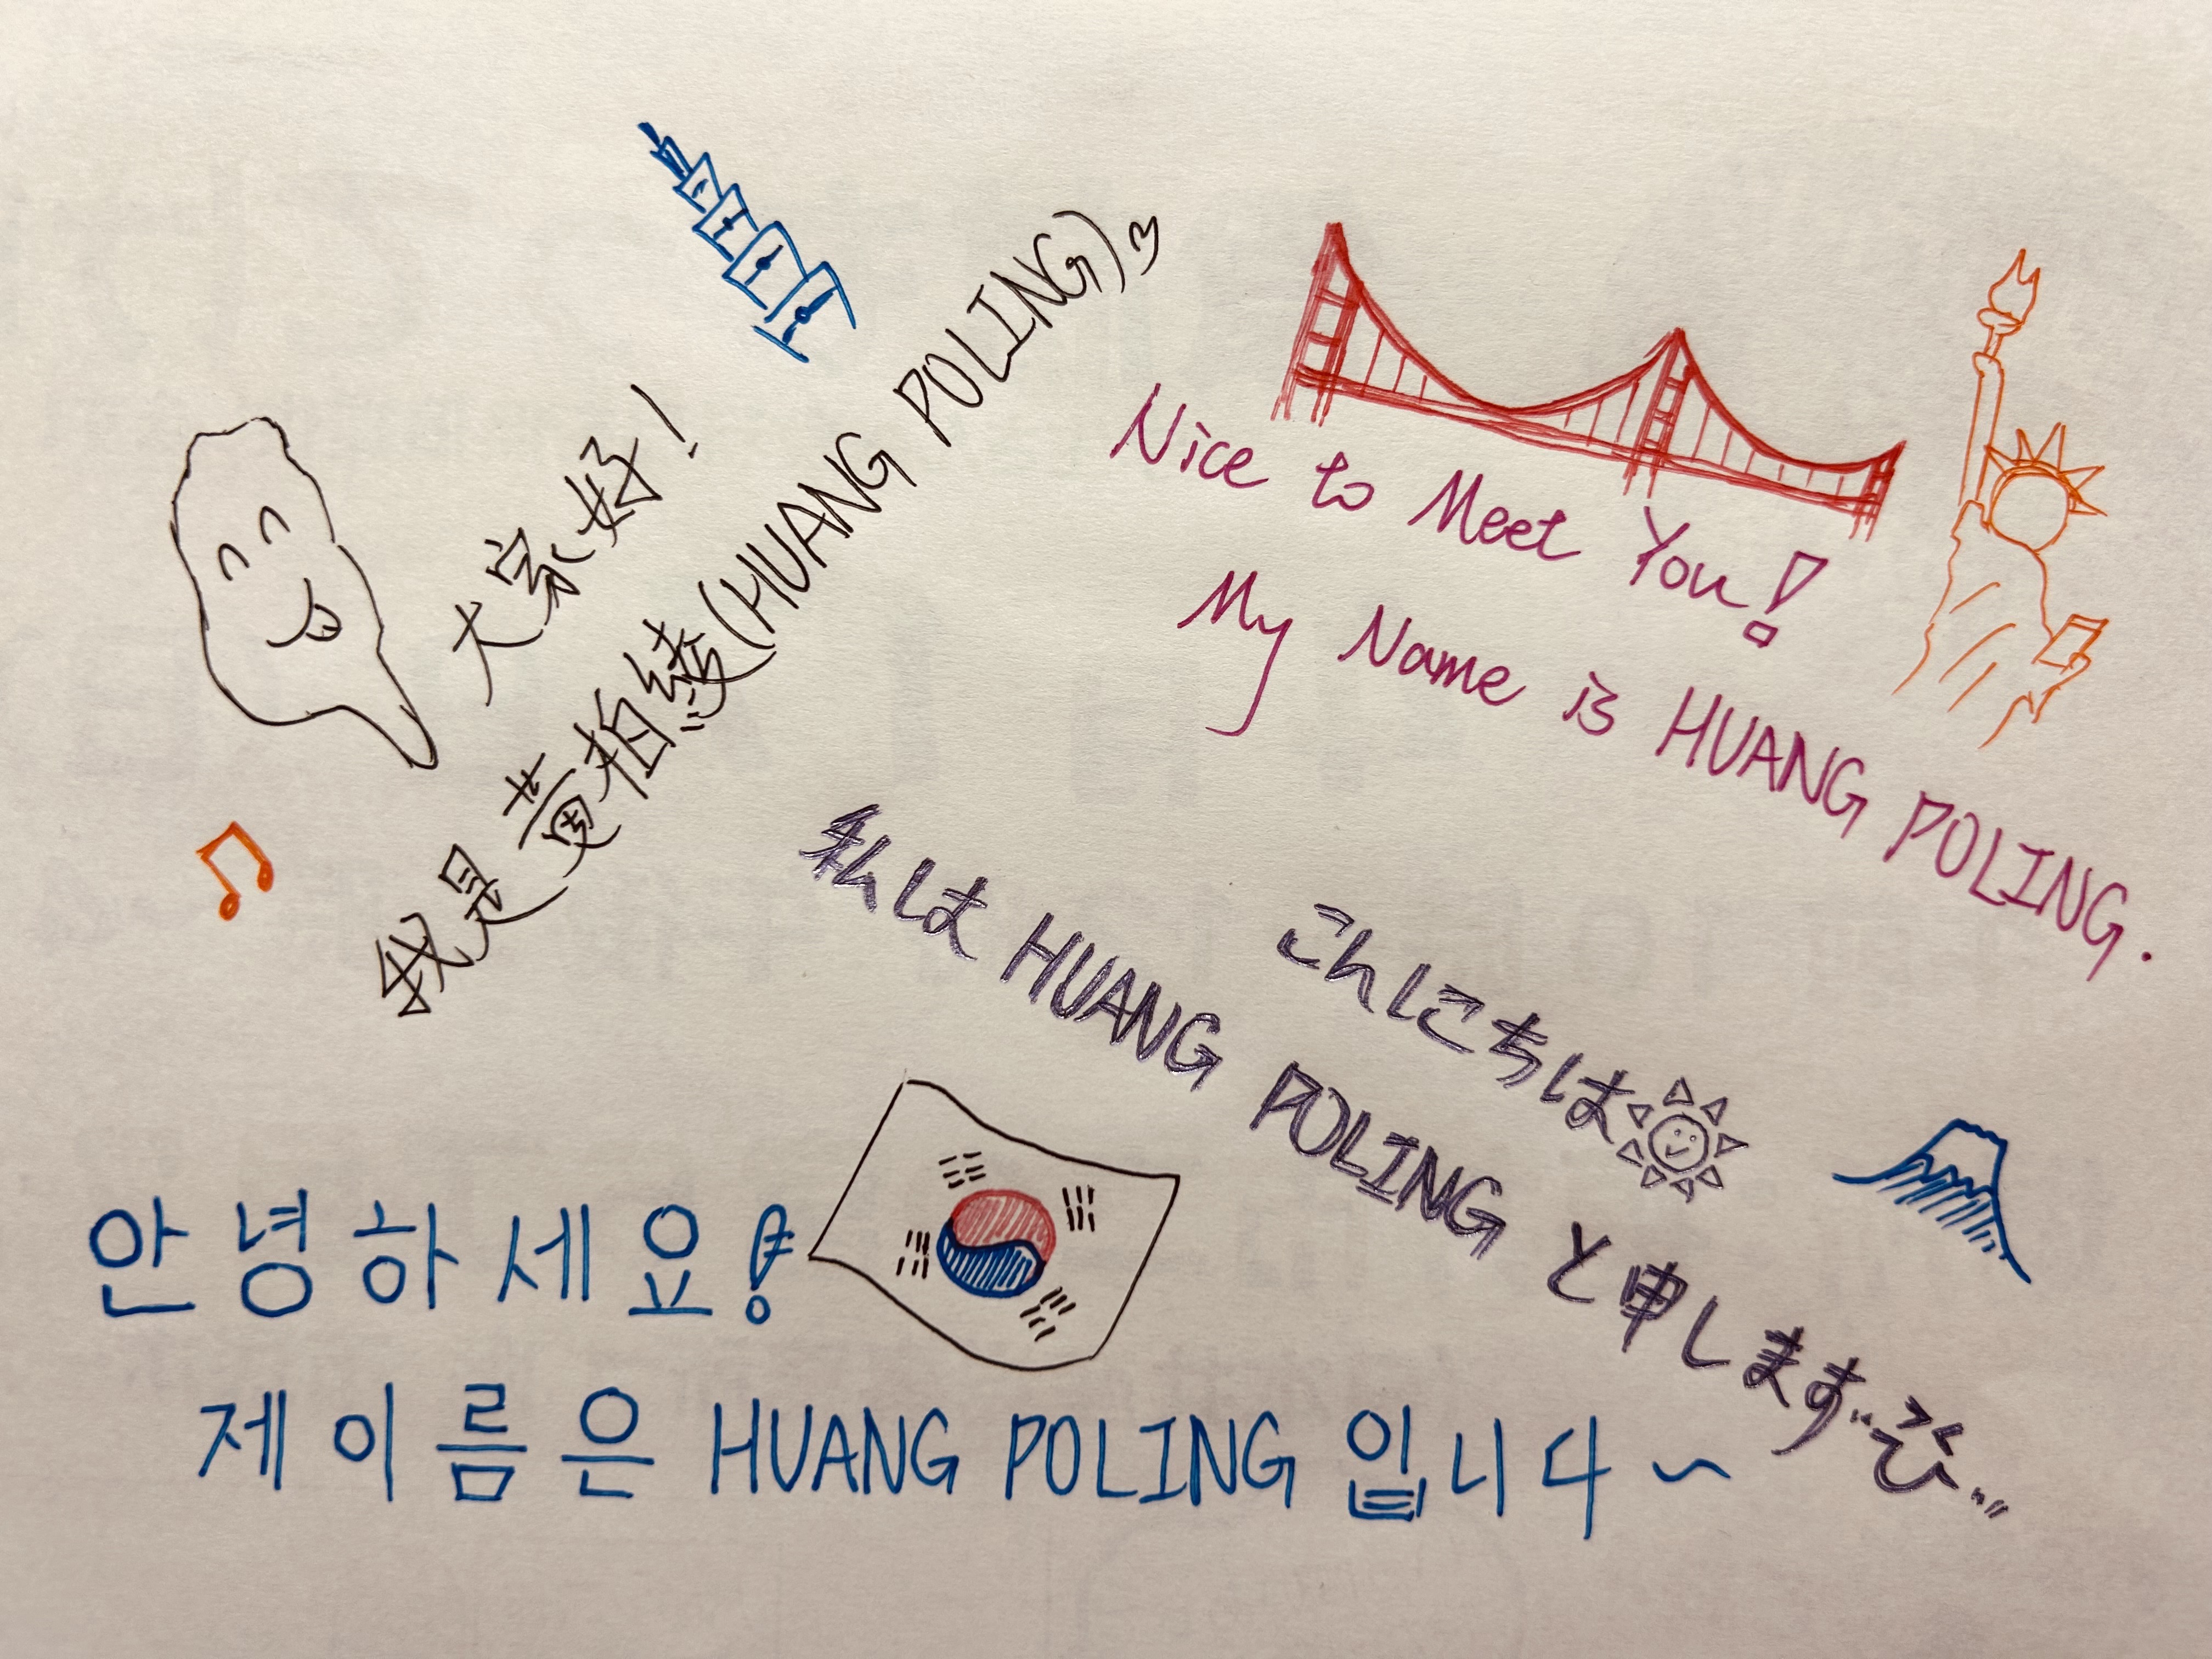 大家好!
我是黃柏綾(HUANG POLING)
Nice to Meet You!
My Name is HUANG POLING.
こんにちは
私は HUANG POLING と申します
안녕하세요!
제 이름은 HUANG POLING 입니다~